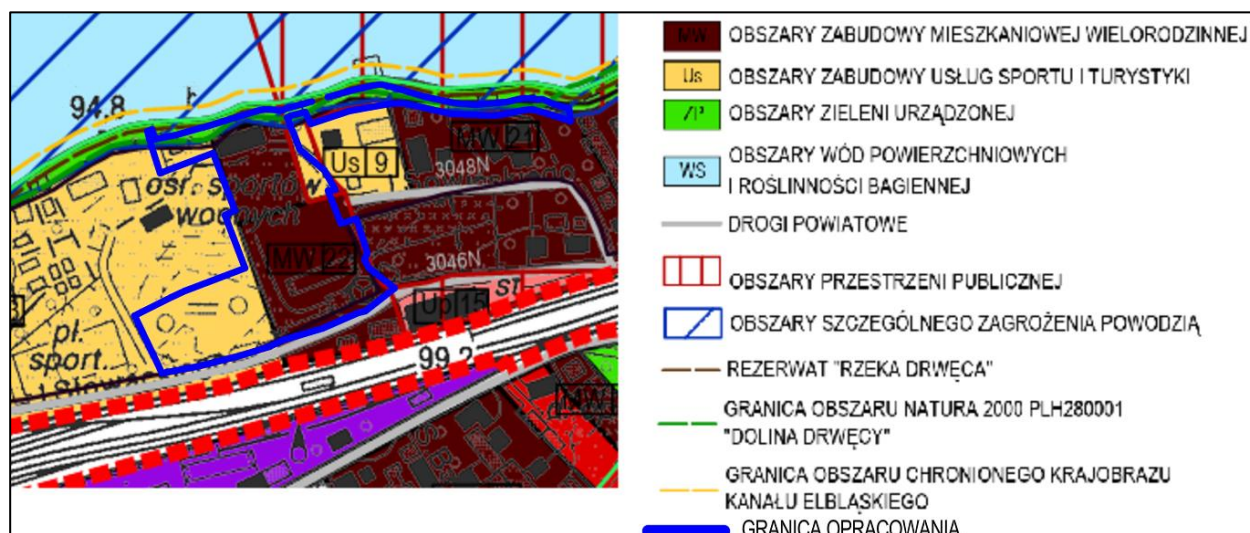 94.8
ośr. sportów
wodnych
Us 9
MW 21
3048N
MW 22
3046N
Up 15
ST
pl.
sport.
99.2
MW OBSZARY ZABUDOWY MIESZKANIOWEJ WIELORODZINNEJ
Us OBSZARY ZABUDOWY USŁUG SPORTU I TURYSTYKI
ZP OBSZARY ZIELENI URZĄDZONEJ
WS OBSZARY WÓD POWIERZCHNIOWYCH
I ROŚLINNOŚCI BAGIENNEJ
DROGI POWIATOWE
OBSZARY PRZESTRZENI PUBLICZNEJ
OBSZARY SZCZEGÓLNEGO ZAGROŻENIA POWODZIĄ
REZERWAT "RZEKA DRWĘCA"
GRANICA OBSZARU NATURA 2000 PLH280001
"DOLINA DRWĘCY"
GRANICA OBSZARU CHRONIONEGO KRAJOBRAZU
KANAŁU ELBLĄSKIEGO
GRANICA OPRACOWANIA